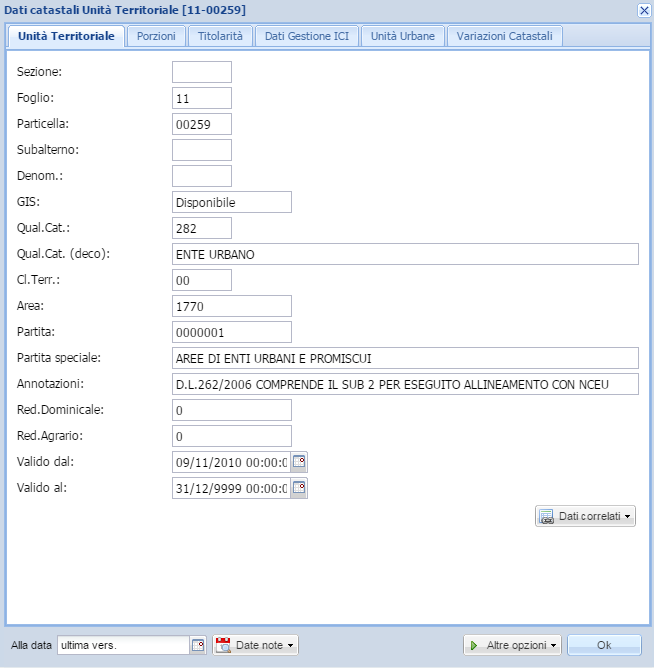 Dati catastali Unità Territoriale [11-00259]
Unità Territoriale Porzioni Titolarità Dati Gestione ICI Unità Urbane Variazioni Catastali
Sezione:
Foglio: 11
Particella: 00259
Subalterno:
Denom.:
GIS: Disponibile
Qual.Cat.: 282
Qual.Cat. (deco): ENTE URBANO
Cl.Terr.: 00
Area: 1770
Partita: 0000001
Partita speciale: AREE DI ENTI URBANI E PROMISCUI
Annotazioni: D.L.262/2006 COMPRENDE IL SUB 2 PER ESEGUITO ALLINEAMENTO CON NCEU
Red.Dominicale: 0
Red.Agrario: 0
Valido dal: 09/11/2010 00:00:0
Valido al: 31/12/9999 00:00:0
Dati correlati
Alla data ultima vers. Date note Altre opzioni Ok